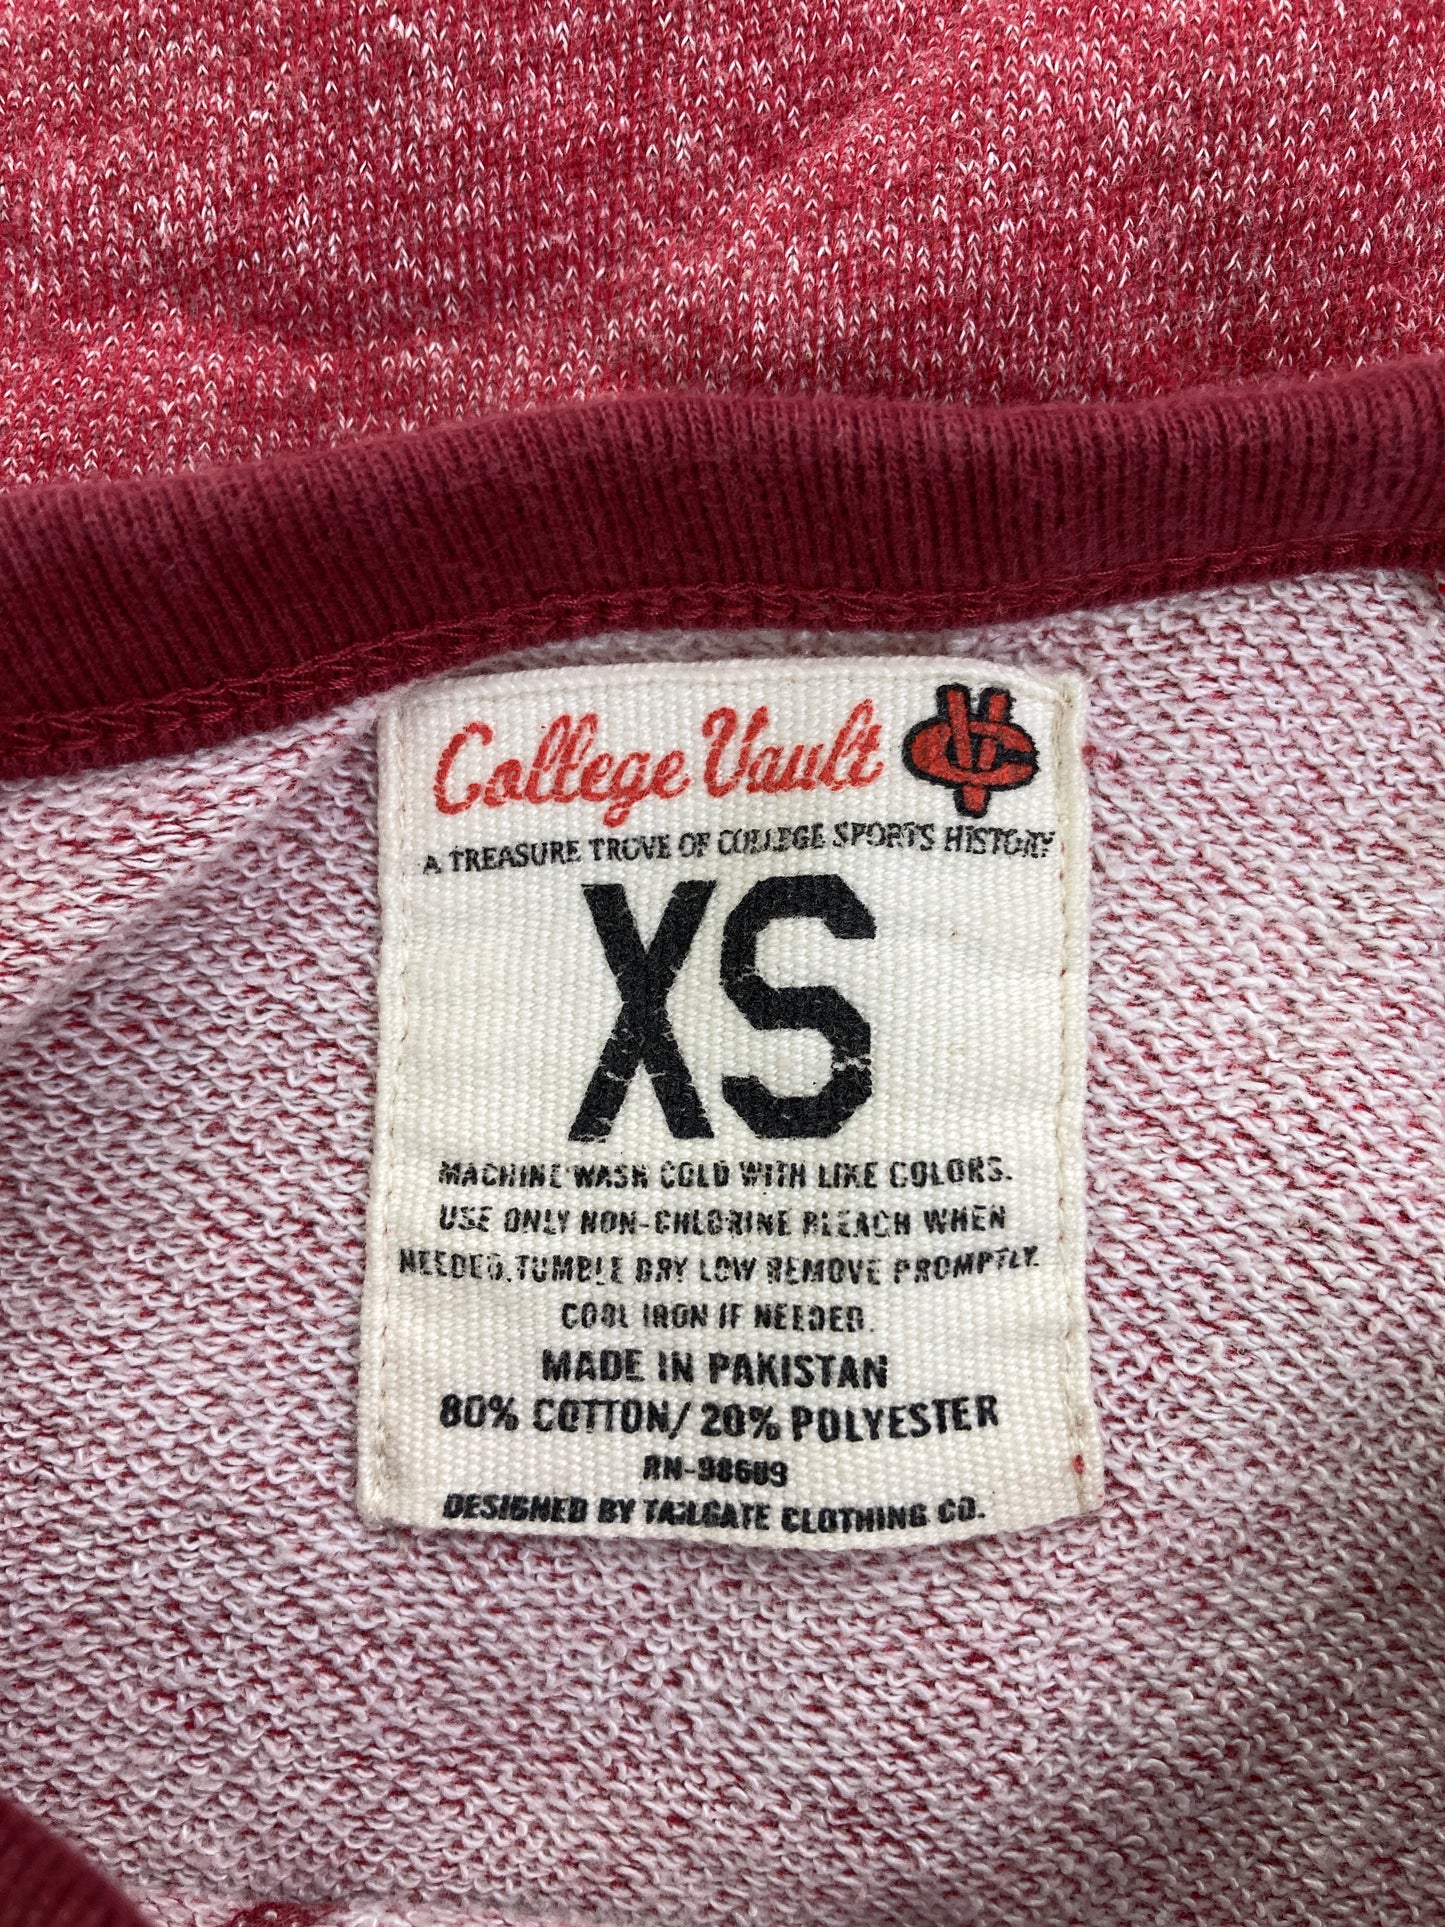 College Vault VC
A TREASURE TROVE OF COLLEGE SPORTS HISTORY
XS
MACHINE WASH COLD WITH LIKE COLORS.
USE ONLY NON-CHLORINE BLEACH WHEN
NEEDED. TUMBLE DRY LOW REMOVE PROMPTLY.
COOL IRON IF NEEDED.
MADE IN PAKISTAN
80% COTTON/ 20% POLYESTER
RN-98609
DESIGNED BY TAILGATE CLOTHING CO.